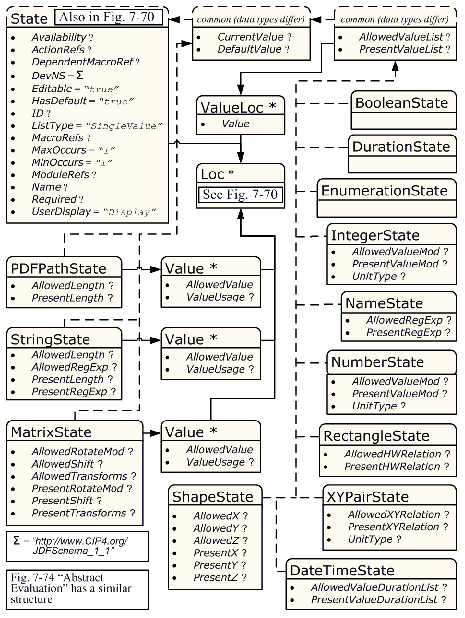 State
Also in Fig. 7-70
• Availability ?
• ActionRefs ?
• DependentMacroRef ?
• DevNS = Σ
• Editable = "true"
• HasDefault = "true"
• ID ?
• ListType = "SingleValue"
• MacroRefs ?
• MaxOccurs = "1"
• MinOccurs = "1"
• ModuleRefs ?
• Name ?
• Required ?
• UserDisplay = "Display"
common (data types differ)
• CurrentValue ?
• DefaultValue ?
common (data types differ)
• AllowedValueList ?
• PresentValueList ?
ValueLoc *
• Value
Loc *
See Fig. 7-70
BooleanState
DurationState
EnumerationState
IntegerState
• AllowedValueMod ?
• PresentValueMod ?
• UnitType ?
NameState
• AllowedRegExp ?
• PresentRegExp ?
NumberState
• AllowedValueMod ?
• PresentValueMod ?
• UnitType ?
RectangleState
• AllowedHWRelation ?
• PresentHWRelation ?
XYPairState
• AllowedXYRelation ?
• PresentXYRelation ?
• UnitType ?
DateTimeState
• AllowedValueDurationList ?
• PresentValueDurationList ?
PDFPathState
• AllowedLength ?
• PresentLength ?
Value *
• AllowedValue
• ValueUsage ?
StringState
• AllowedLength ?
• AllowedRegExp ?
• PresentLength ?
• PresentRegExp ?
Value *
• AllowedValue
• ValueUsage ?
MatrixState
• AllowedRotateMod ?
• AllowedShift ?
• AllowedTransforms ?
• PresentRotateMod ?
• PresentShift ?
• PresentTransforms ?
Value *
• AllowedValue
• ValueUsage ?
ShapeState
• AllowedX ?
• AllowedY ?
• AllowedZ ?
• PresentX ?
• PresentY ?
• PresentZ ?
Σ = "http://www.CIP4.org/
JDFSchema_1_1"
Fig. 7-74 “Abstract
Evaluation” has a similar
structure